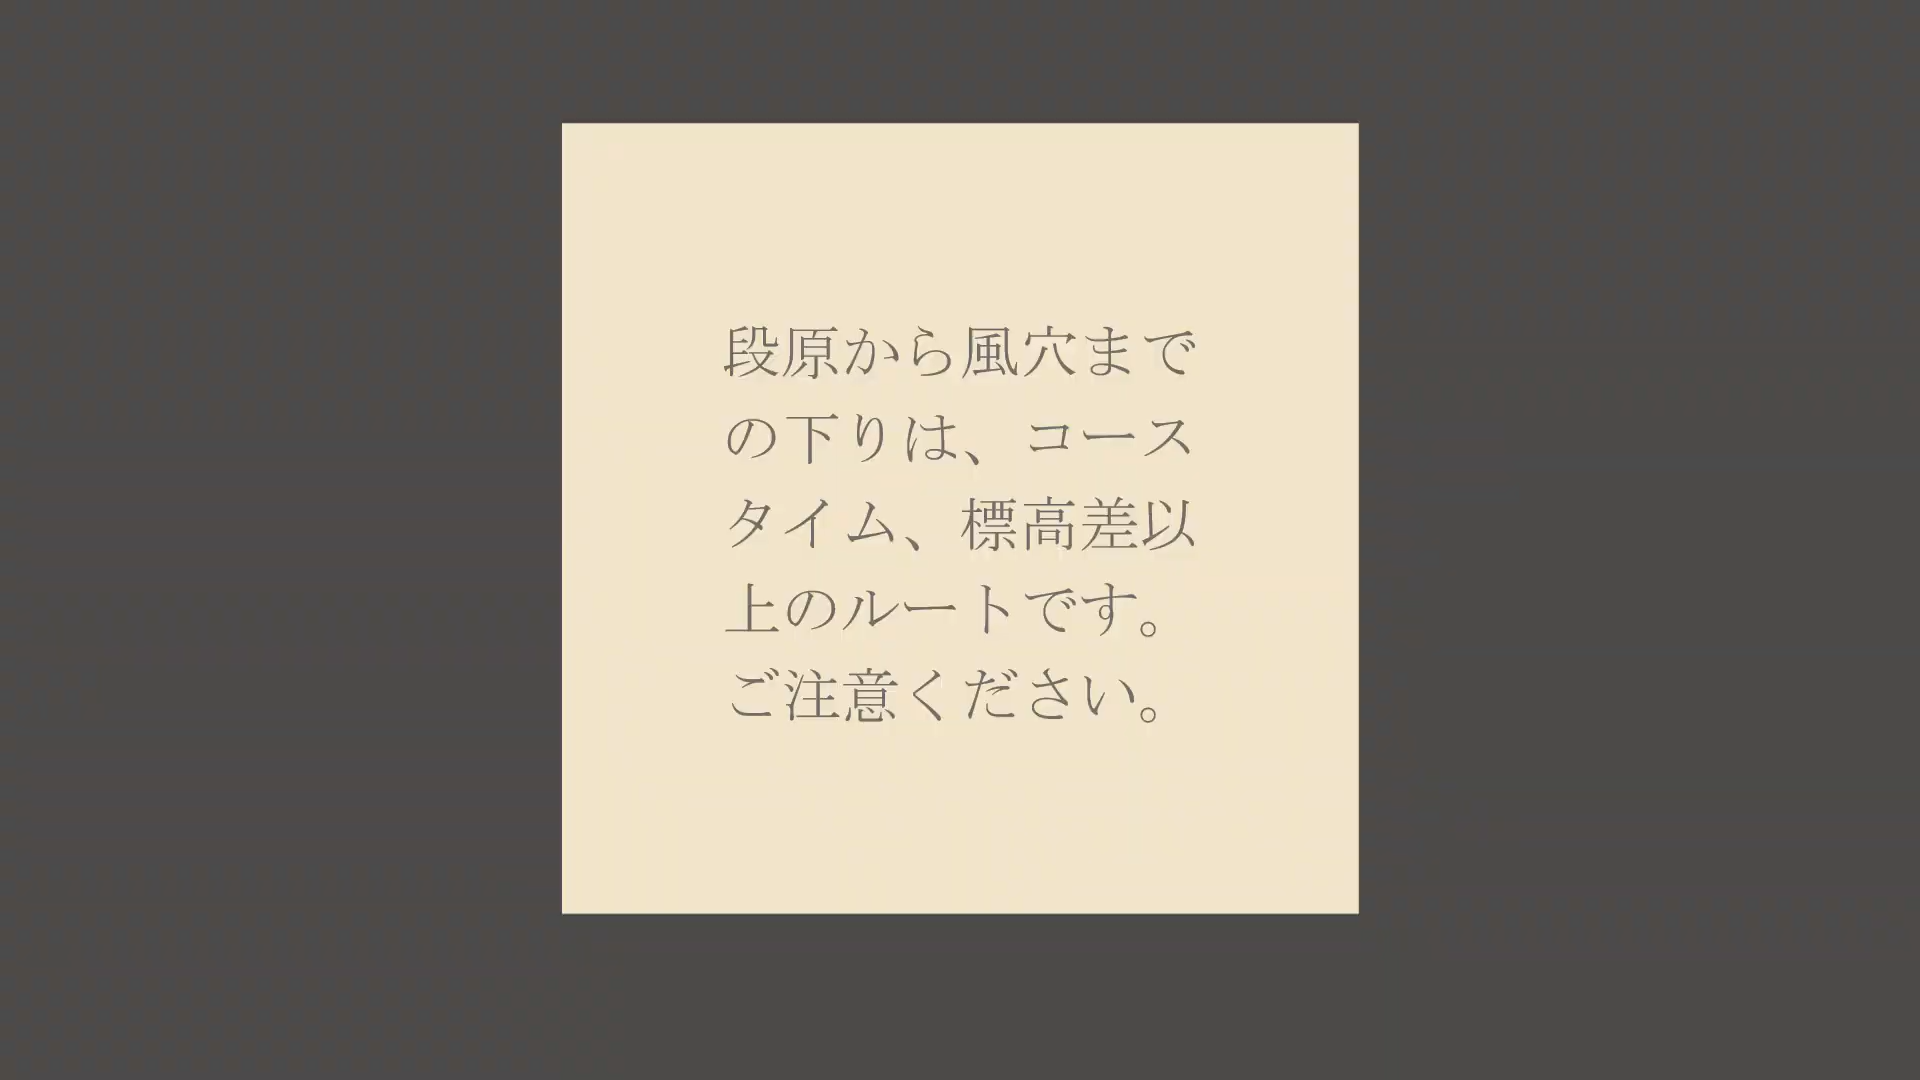 段原から風穴まで
の下りは、コース
タイム、標高差以
上のルートです。
ご注意ください。